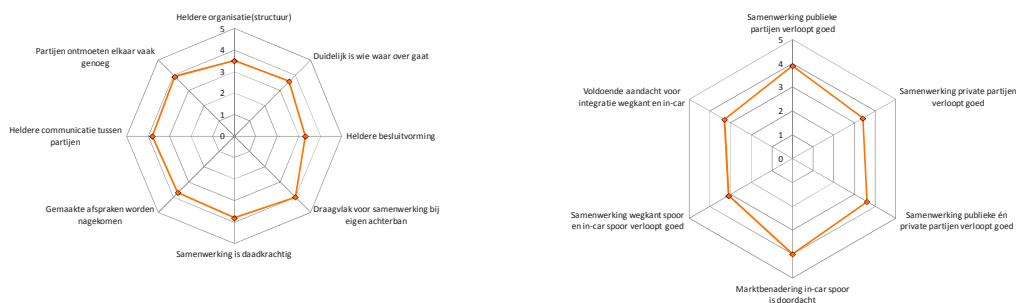 Heldere organisatie(structuur)
5
4
3
2
1
0
Duidelijk is wie waar over gaat
Heldere besluitvorming
Draagvlak voor samenwerking bij
eigen achterban
Samenwerking is daadkrachtig
Gemaakte afspraken worden
nagekomen
Heldere communicatie tussen
partijen
Partijen ontmoeten elkaar vaak
genoeg
Samenwerking publieke
partijen verloopt goed
5
4
3
2
1
0
Samenwerking private partijen
verloopt goed
Samenwerking publieke én
private partijen verloopt goed
Marktbenadering in-car spoor
is doordacht
Samenwerking wegkant spoor
en in-car spoor verloopt goed
Voldoende aandacht voor
integratie wegkant en in-car